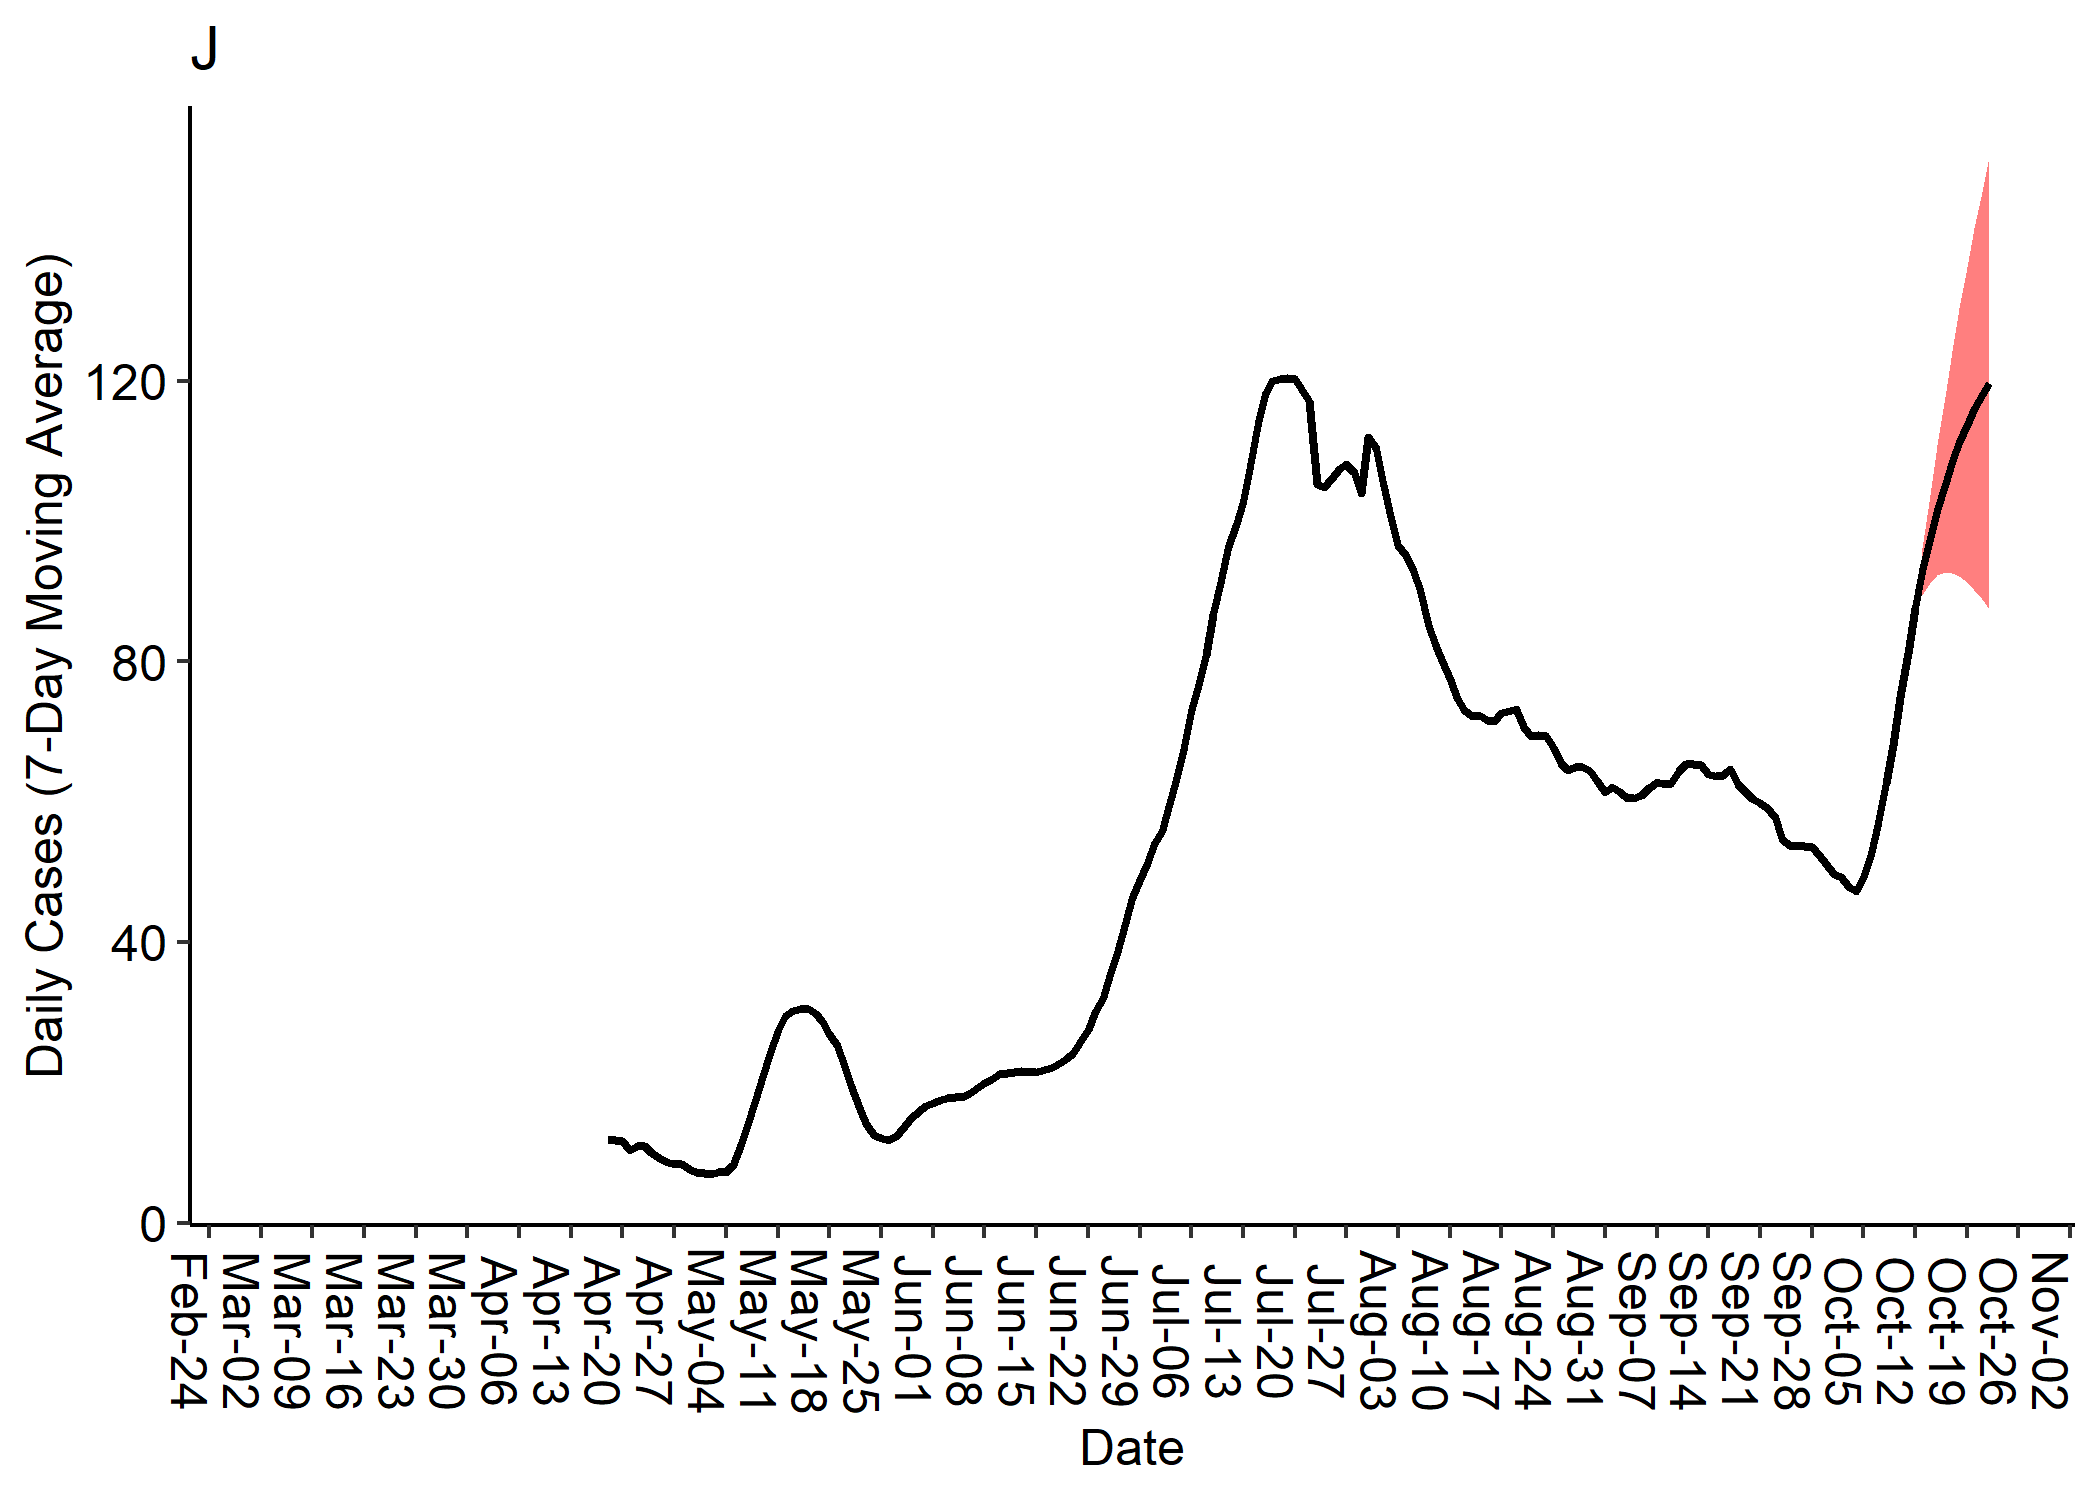 J
Daily Cases (7-Day Moving Average)
120
80
40
0
Feb-24
Mar-02
Mar-09
Mar-16
Mar-23
Mar-30
Apr-06
Apr-13
Apr-20
Apr-27
May-04
May-11
May-18
May-25
Jun-01
Jun-08
Jun-15
Jun-22
Jun-29
Jul-06
Jul-13
Jul-20
Jul-27
Aug-03
Aug-10
Aug-17
Aug-24
Aug-31
Sep-07
Sep-14
Sep-21
Sep-28
Oct-05
Oct-12
Oct-19
Oct-26
Nov-02
Date